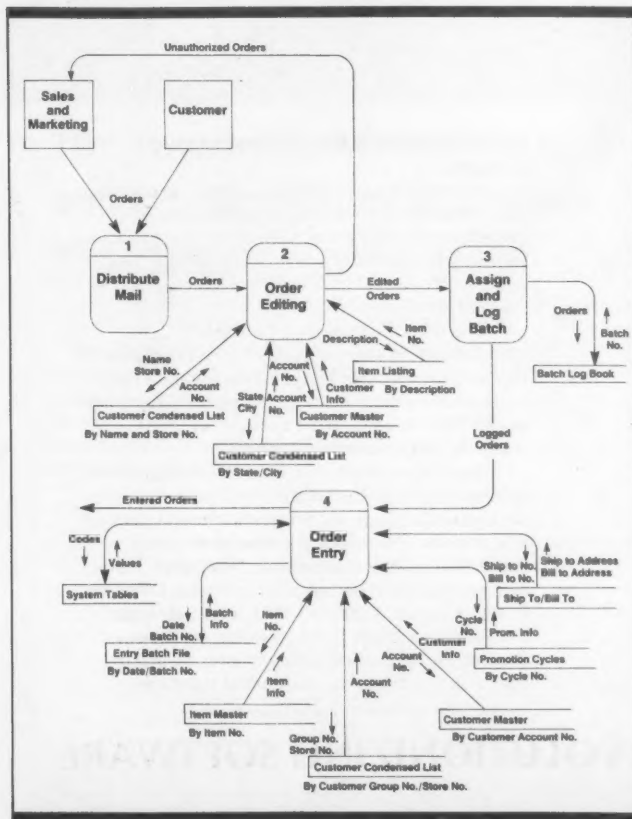 Unauthorized Orders
Sales
and
Marketing
Customer
Orders
1
Distribute
Mail
Orders
2
Order
Editing
Edited
Orders
3
Assign
and
Log
Batch
Orders
Batch
No.
Batch Log Book
Name
Store No.
Account
No.
Customer Condensed List
By Name and Store No.
State
City
Account
No.
Customer Condensed List
By State/City
Account
No.
Customer
Info
Customer Master
By Account No.
Description
Item
No.
Item Listing
By Description
Logged
Orders
Entered Orders
4
Order
Entry
Codes
Values
System Tables
Date
Batch No.
Batch
Info
Entry Batch File
By Date/Batch No.
Item
No.
Item
Info
Item Master
By Item No.
Group No.
Store No.
Account
No.
Customer Condensed List
By Customer Group No./Store No.
Account
No.
Customer
Info
Customer Master
By Customer Account No.
Cycle
No.
Prom. Info
Promotion Cycles
By Cycle No.
Ship to No.
Bill to No.
Ship to Address
Bill to Address
Ship To/Bill To